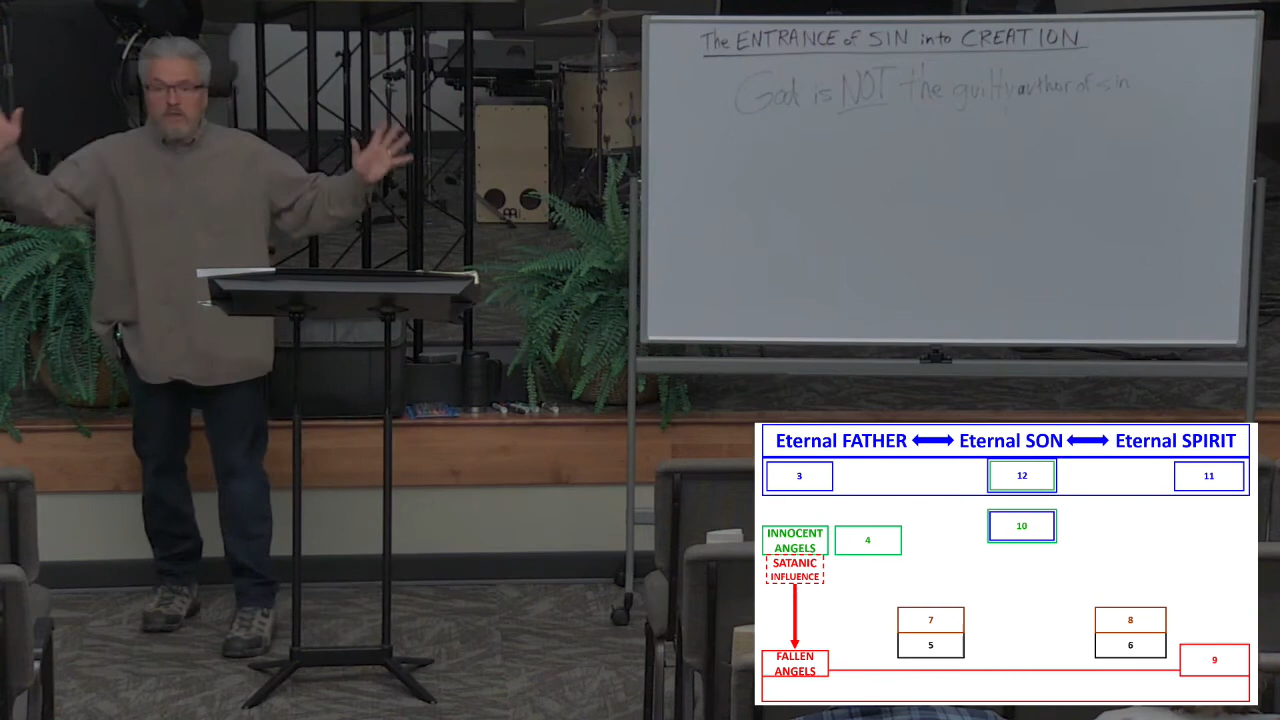 The ENTRANCE of SIN into CREATION
God is NOT the guilty author of sin
MEINL
Eternal FATHER Eternal SON Eternal SPIRIT
3 12 11
10
INNOCENT
ANGELS
4
SATANIC
INFLUENCE
7 8
5 6
FALLEN
ANGELS
9